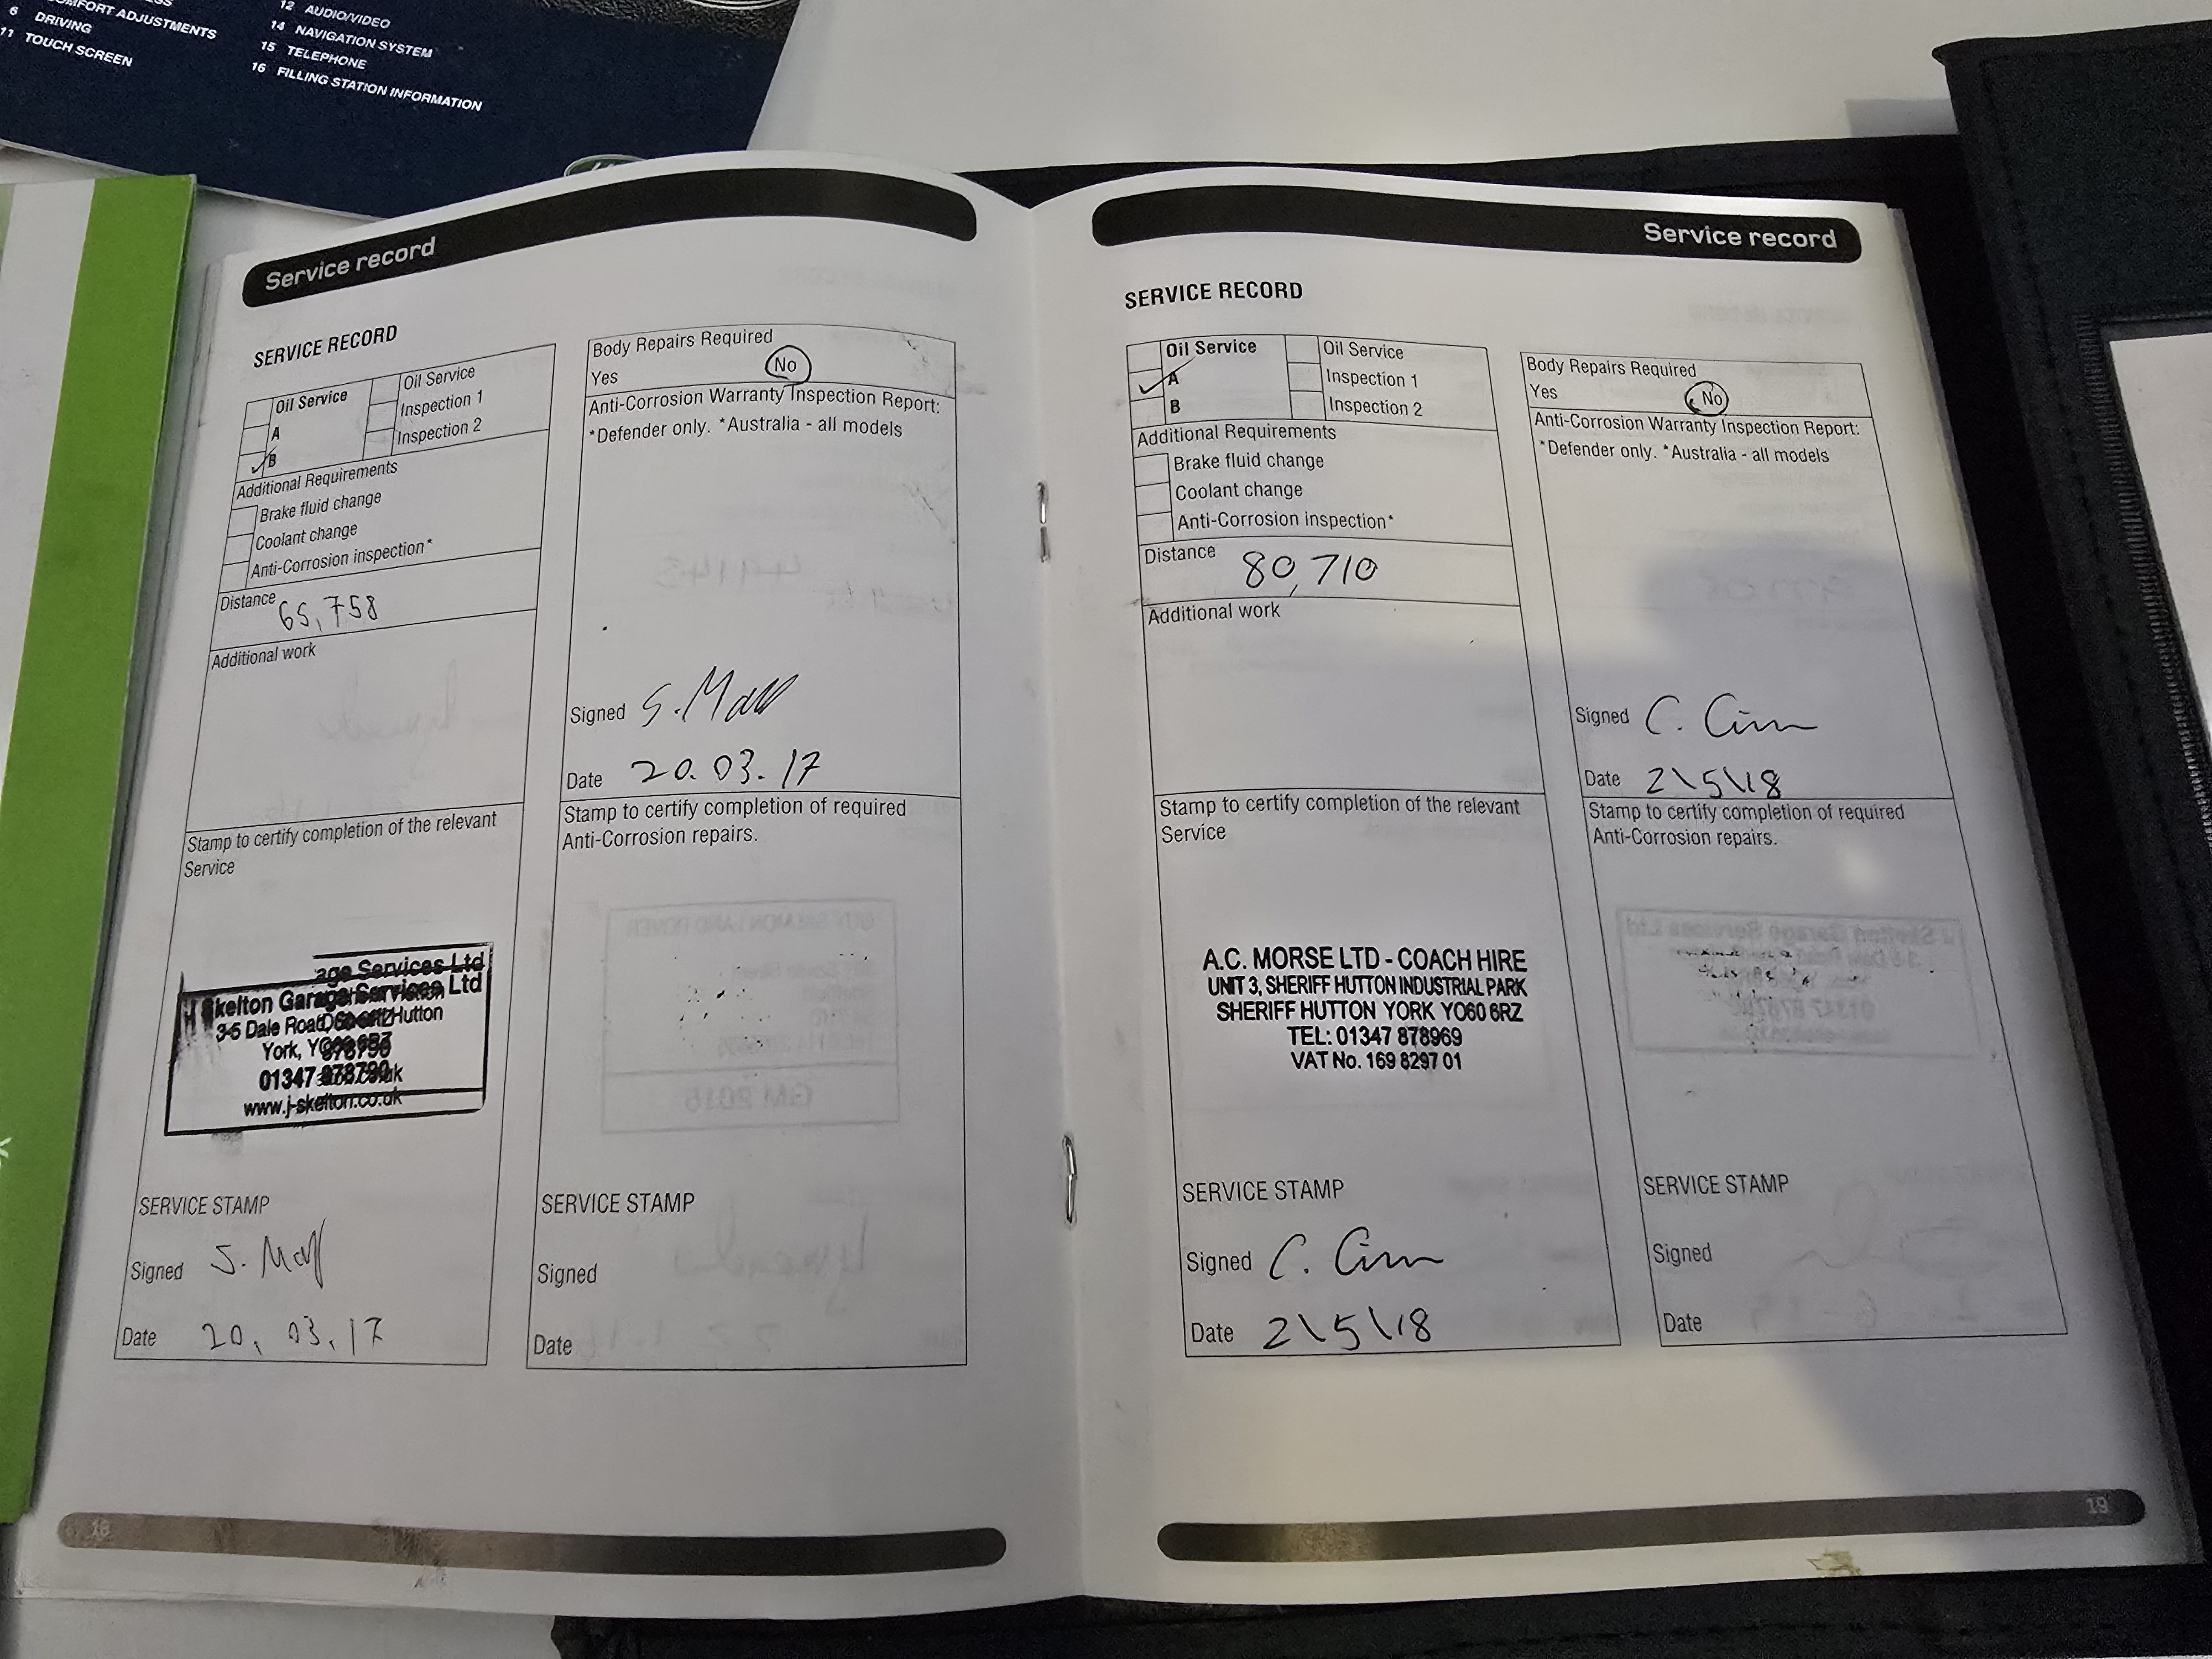 COMFORT ADJUSTMENTS
6 DRIVING
11 TOUCH SCREEN
12 AUDIO/VIDEO
14 NAVIGATION SYSTEM
15 TELEPHONE
16 FILLING STATION INFORMATION
Service record
SERVICE RECORD
Oil Service
A
B
Oil Service
Inspection 1
Inspection 2
Additional Requirements
Brake fluid change
Coolant change
Anti-Corrosion inspection*
Distance 65,758
Additional work
Stamp to certify completion of the relevant
Service
age Services Ltd
Skelton Garage Services Ltd
3-5 Dale Road Hutton
York,
01347
www.j-skelton.co.uk
SERVICE STAMP
Signed
Date 20.03.17
Body Repairs Required
Yes No
Anti-Corrosion Warranty Inspection Report:
*Defender only. *Australia - all models
Signed
Date 20.03.17
Stamp to certify completion of required
Anti-Corrosion repairs.
SERVICE STAMP
Signed
Date
18
Service record
SERVICE RECORD
Oil Service
A
B
Oil Service
Inspection 1
Inspection 2
Additional Requirements
Brake fluid change
Coolant change
Anti-Corrosion inspection*
Distance 80,710
Additional work
Stamp to certify completion of the relevant
Service
A.C. MORSE LTD - COACH HIRE
UNIT 3, SHERIFF HUTTON INDUSTRIAL PARK
SHERIFF HUTTON YORK YO60 6RZ
TEL: 01347 878969
VAT No. 169 8297 01
SERVICE STAMP
Signed
Date 2\5\18
Body Repairs Required
Yes No
Anti-Corrosion Warranty Inspection Report:
*Defender only. *Australia - all models
Signed
Date 2\5\18
Stamp to certify completion of required
Anti-Corrosion repairs.
SERVICE STAMP
Signed
Date
19